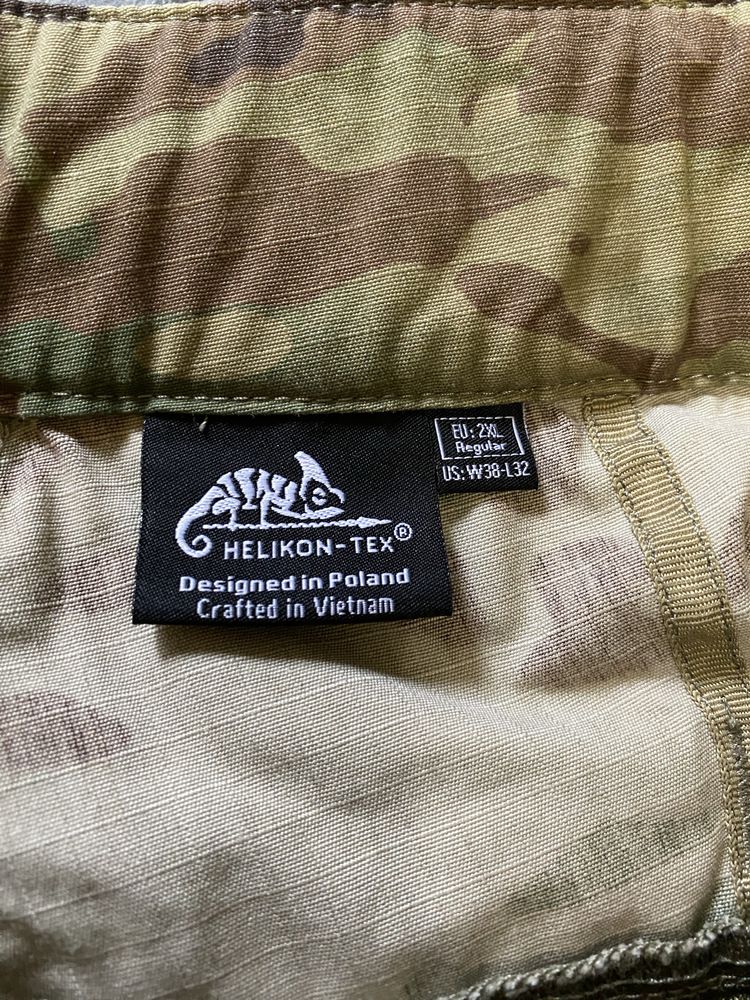 EU: 2XL
Regular
US: W38-L32
HELIKON-TEX®
Designed in Poland
Crafted in Vietnam